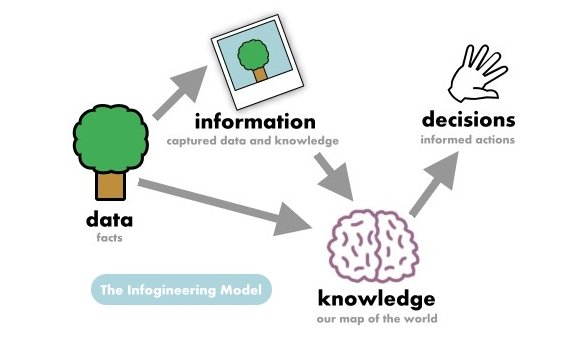 information
captured data and knowledge
decisions
informed actions
data
facts
The Infogineering Model
knowledge
our map of the world